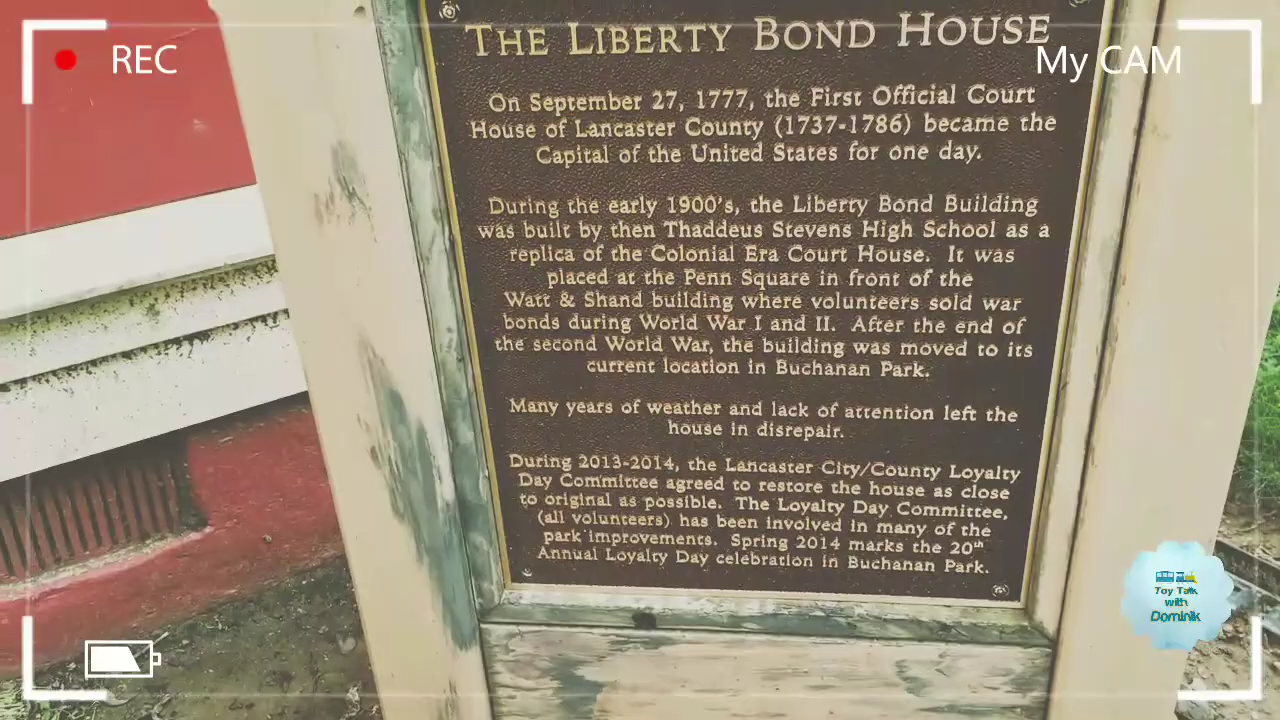 REC
My CAM
THE LIBERTY BOND HOUSE
On September 27, 1777, the First Official Court
House of Lancaster County (1737-1786) became the
Capital of the United States for one day.
During the early 1900's, the Liberty Bond Building
was built by then Thaddeus Stevens High School as a
replica of the Colonial Era Court House. It was
placed at the Penn Square in front of the
Watt & Shand building where volunteers sold war
bonds during World War I and II. After the end of
the second World War, the building was moved to its
current location in Buchanan Park.
Many years of weather and lack of attention left the
house in disrepair.
During 2013-2014, the Lancaster City/County Loyalty
Day Committee agreed to restore the house as close
to original as possible. The Loyalty Day Committee,
(all volunteers) has been involved in many of the
park improvements. Spring 2014 marks the 20th
Annual Loyalty Day celebration in Buchanan Park.
Toy Talk
with
Dominik